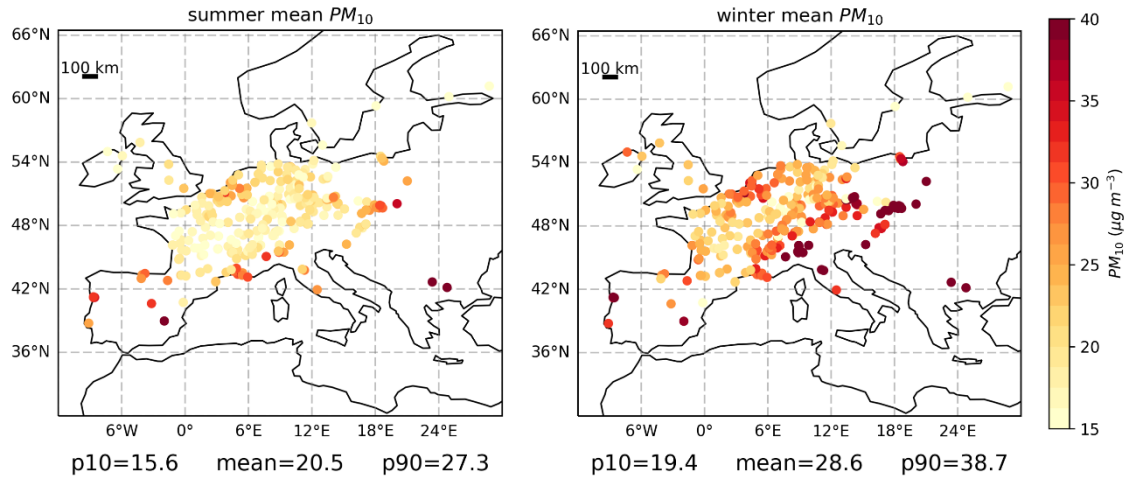 summer mean PM10
66°N
100 km
60°N
54°N
48°N
42°N
36°N
6°W 0° 6°E 12°E 18°E 24°E
p10=15.6 mean=20.5 p90=27.3
winter mean PM10
66°N
100 km
60°N
54°N
48°N
42°N
36°N
6°W 0° 6°E 12°E 18°E 24°E
p10=19.4 mean=28.6 p90=38.7
40
35
30
25
20
15
PM10 (μg m⁻³)